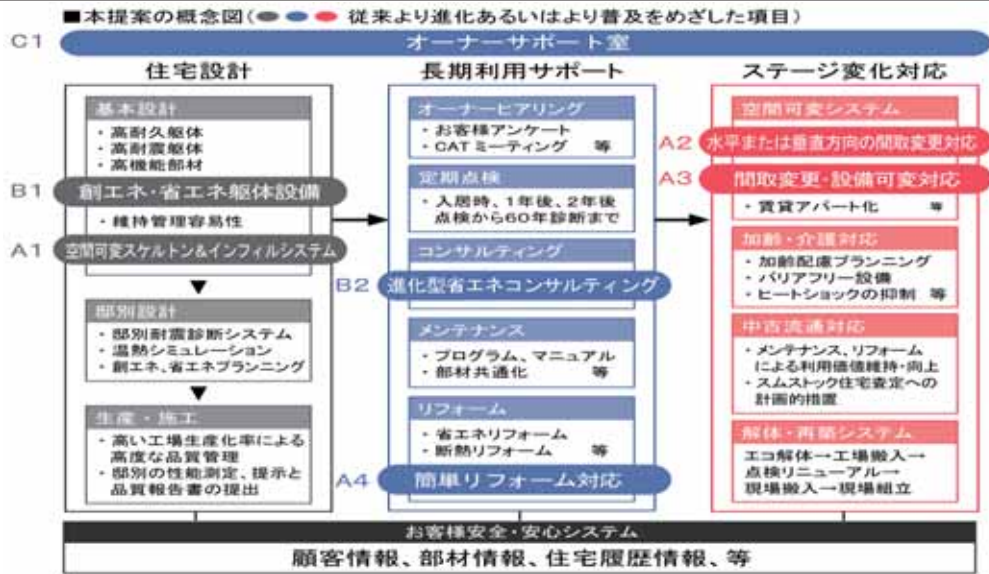 ■本提案の概念図(●●● 従来より進化あるいはより普及をめざした項目)
C1 オーナーサポート室
住宅設計
基本設計
・高耐久躯体
・高耐震躯体
・高機能部材
B1 創エネ・省エネ躯体設備
・維持管理容易性
A1 空間可変スケルトン&インフィルシステム
▼
邸別設計
・邸別耐震診断システム
・温熱シミュレーション
・創エネ、省エネプランニング
▼
生産・施工
・高い工場生産化率による
高度な品質管理
・邸別の性能測定、提示と
品質報告書の提出
長期利用サポート
オーナーヒアリング
・お客様アンケート
・CATミーティング 等
定期点検
・入居時、1年後、2年後
点検から60年診断まで
コンサルティング
B2 進化型省エネコンサルティング
メンテナンス
・プログラム、マニュアル
・部材共通化 等
リフォーム
・省エネリフォーム
・断熱リフォーム 等
A4 簡単リフォーム対応
ステージ変化対応
空間可変システム
A2 水平または垂直方向の間取変更対応
A3 間取変更・設備可変対応
・賃貸アパート化 等
加齢・介護対応
・加齢配慮プランニング
・バリアフリー設備
・ヒートショックの抑制 等
中古流通対応
・メンテナンス、リフォーム
による利用価値維持・向上
・スムストック住宅査定への
計画的措置
解体・再築システム
エコ解体→工場搬入→
点検リニューアル→
現場搬入→現場組立
お客様安全・安心システム
顧客情報、部材情報、住宅履歴情報、等